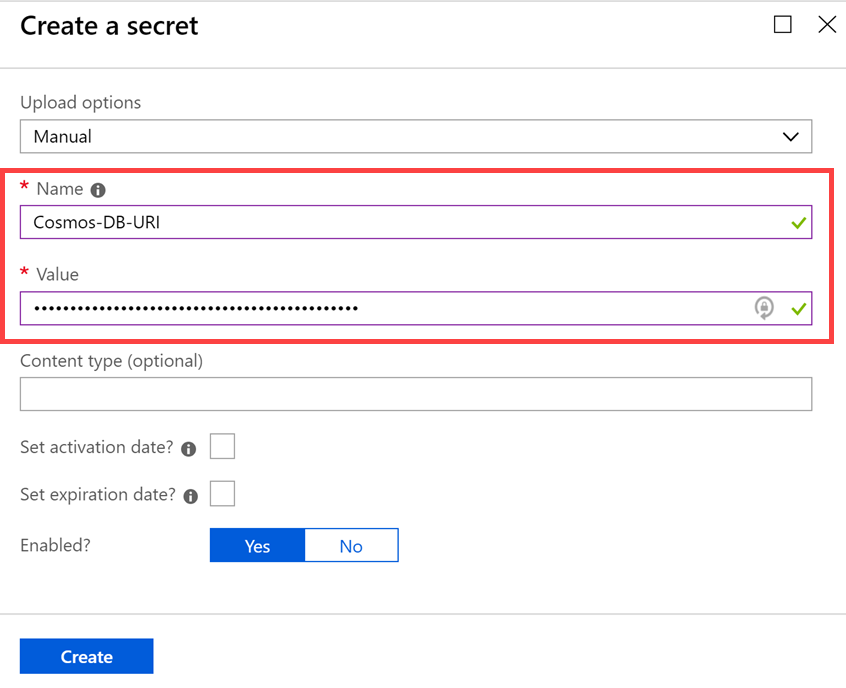 Create a secret
Upload options
Manual
* Name
Cosmos-DB-URI
* Value
••••••••••••••••••••••••••••••••••••••••••••••
Content type (optional)
Set activation date?
Set expiration date?
Enabled?
Yes No
Create